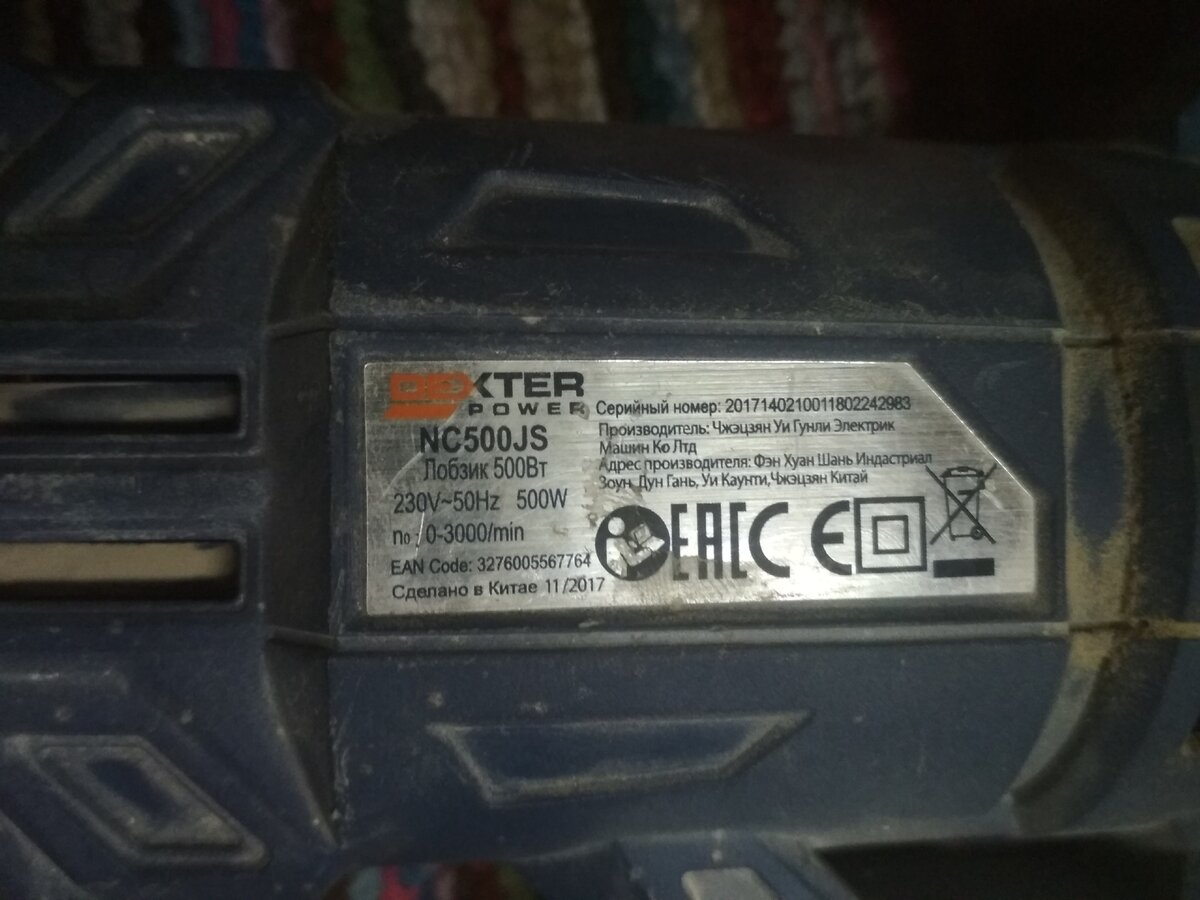 DEXTER
POWER
NC500JS
Лобзик 500Вт
230V~50Hz 500W
n₀ : 0-3000/min
EAN Code: 3276005567764
Сделано в Китае 11/2017
Серийный номер: 2017140210011802242983
Производитель: Чжэцзян Уи Гунли Электрик
Машин Ко Лтд
Адрес производителя: Фэн Хуан Шань Индастриал
Зоун, Дун Гань, Уи Каунти,Чжэцзян Китай
EAC CE